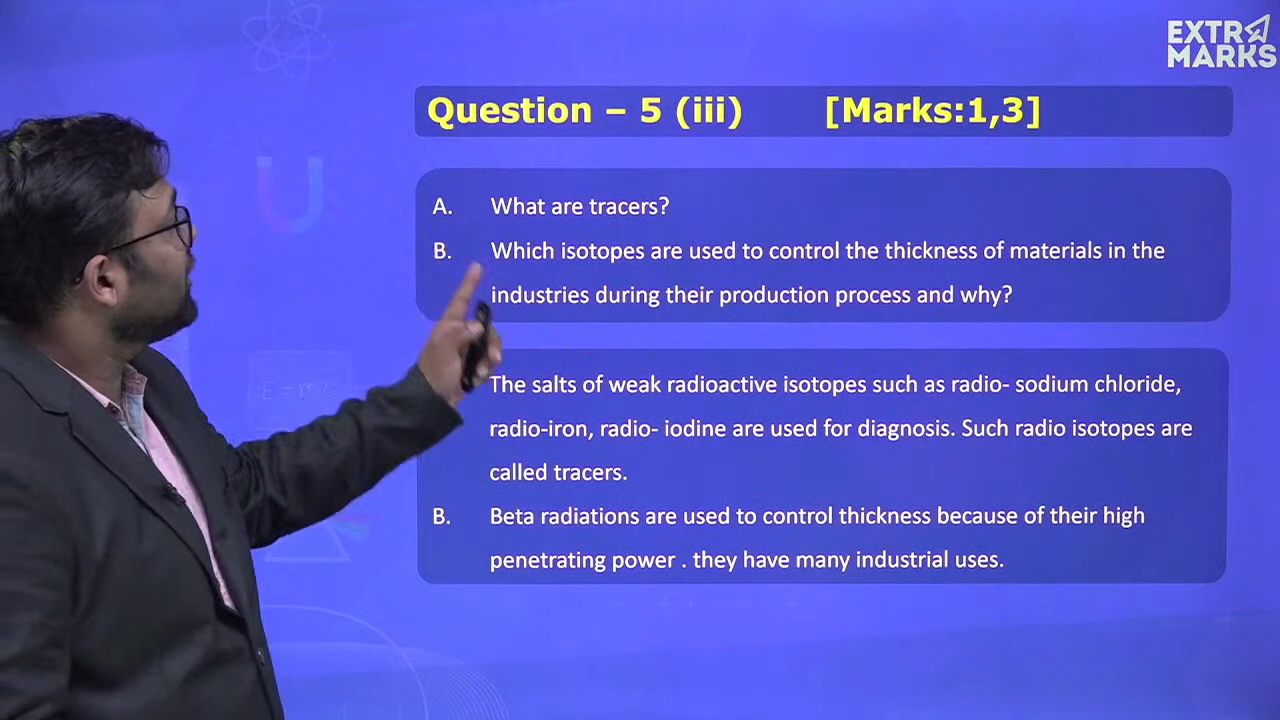 EXTRA
MARKS
Question – 5 (iii) [Marks:1,3]
A. What are tracers?
B. Which isotopes are used to control the thickness of materials in the
industries during their production process and why?
The salts of weak radioactive isotopes such as radio- sodium chloride,
radio-iron, radio- iodine are used for diagnosis. Such radio isotopes are
called tracers.
B. Beta radiations are used to control thickness because of their high
penetrating power . they have many industrial uses.